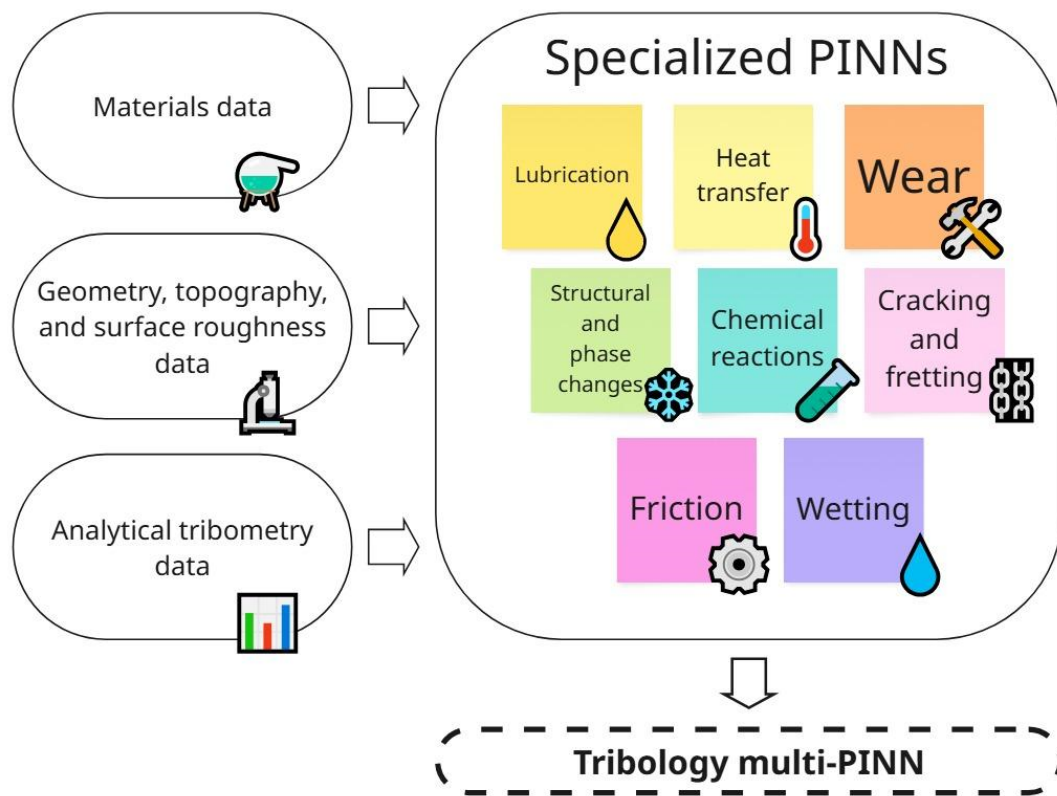 Materials data
Geometry, topography,
and surface roughness
data
Analytical tribometry
data
Specialized PINNs
Lubrication
Heat
transfer
Wear
Structural
and
phase
changes
Chemical
reactions
Cracking
and
fretting
Friction
Wetting
Tribology multi-PINN